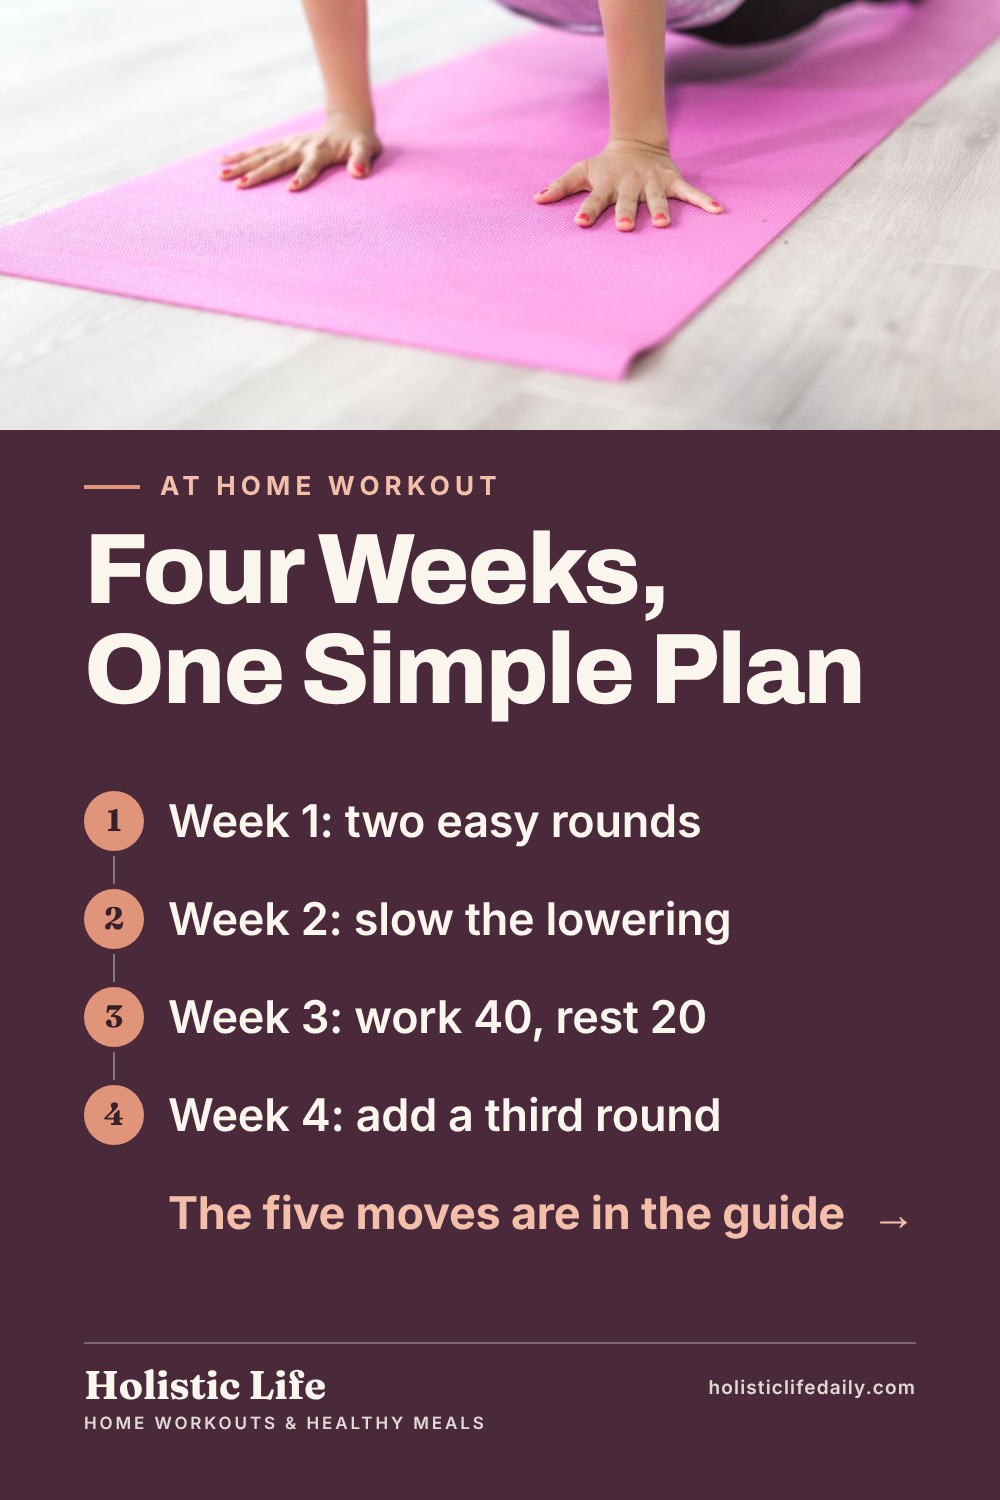 AT HOME WORKOUT
Four Weeks,
One Simple Plan
1 Week 1: two easy rounds
2 Week 2: slow the lowering
3 Week 3: work 40, rest 20
4 Week 4: add a third round
The five moves are in the guide →
Holistic Life
holisticlifedaily.com
HOME WORKOUTS & HEALTHY MEALS